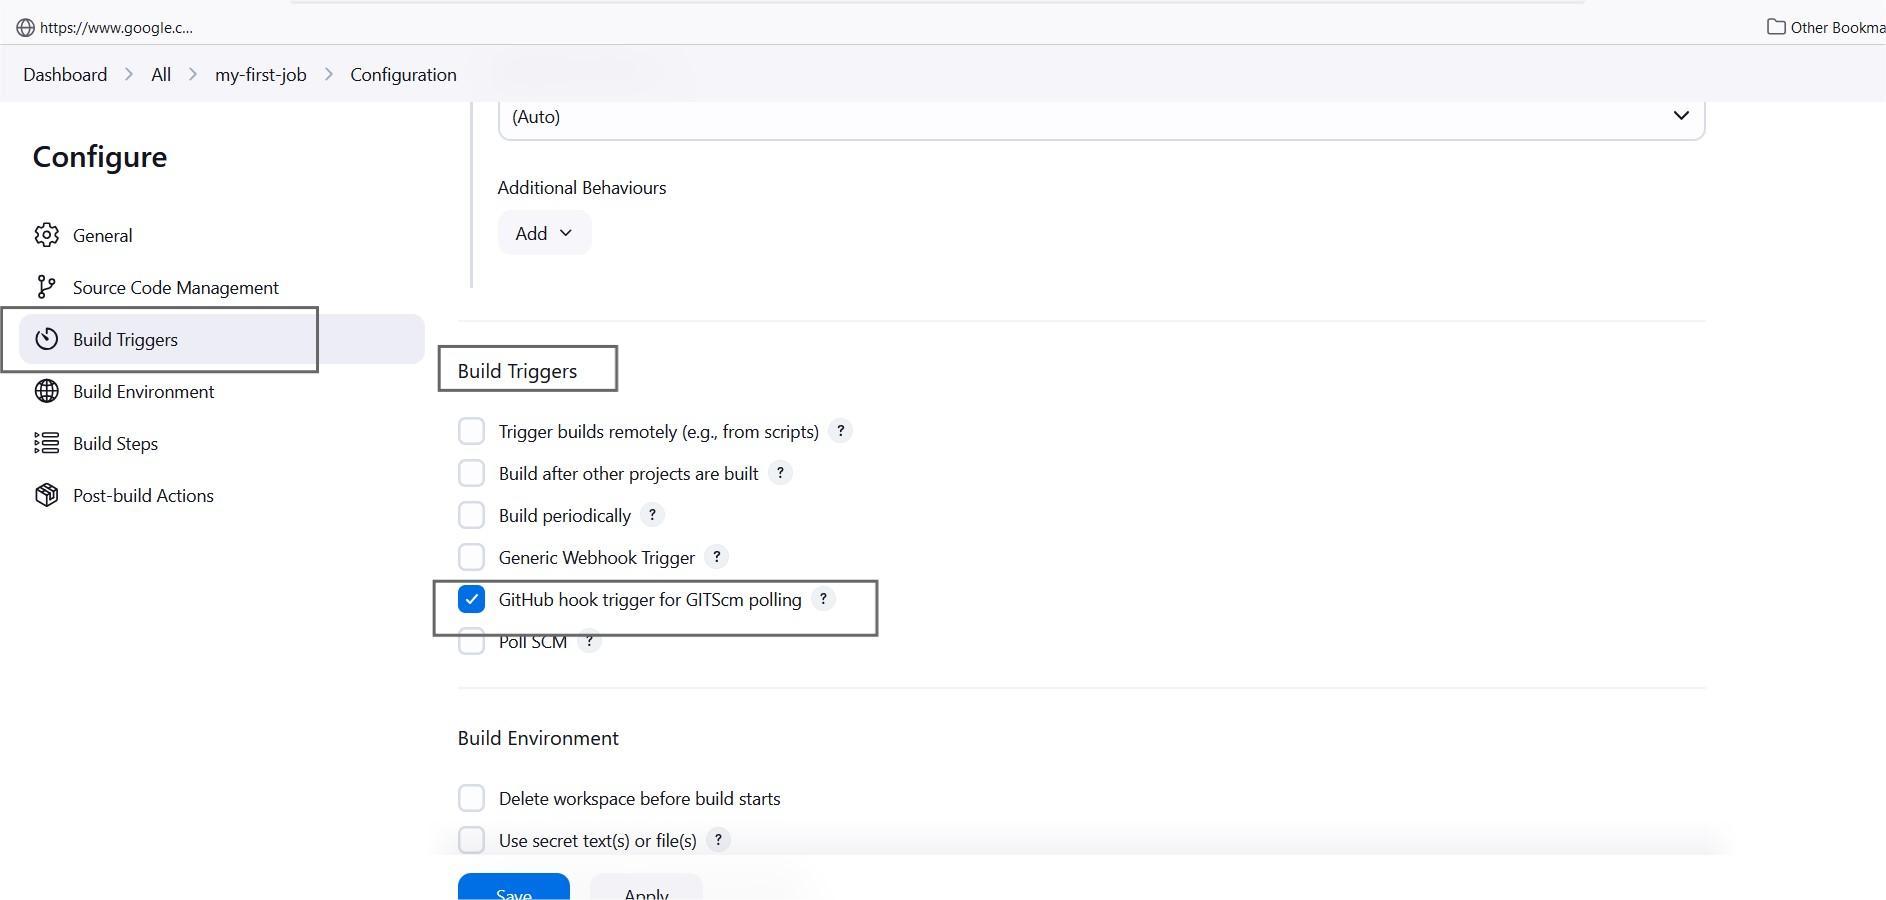 https://www.google.c...
Other Bookma
Dashboard > All > my-first-job > Configuration
(Auto)
Configure
Additional Behaviours
Add
General
Source Code Management
Build Triggers
Build Environment
Build Steps
Post-build Actions
Build Triggers
Trigger builds remotely (e.g., from scripts) ?
Build after other projects are built ?
Build periodically ?
Generic Webhook Trigger ?
GitHub hook trigger for GITScm polling ?
Poll SCM ?
Build Environment
Delete workspace before build starts
Use secret text(s) or file(s) ?
Save
Apply